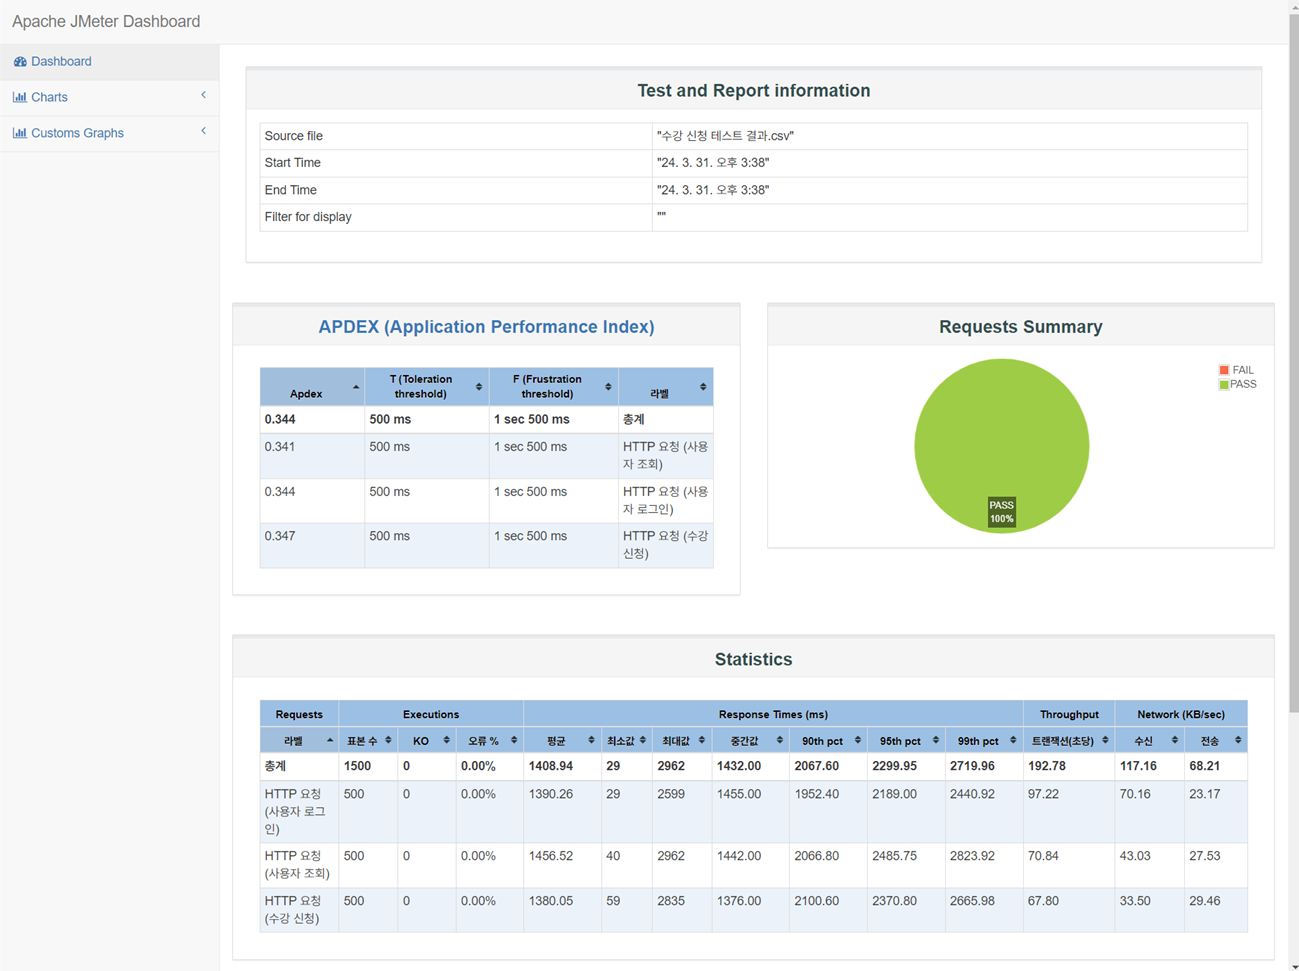 Apache JMeter Dashboard
Dashboard
Charts
Customs Graphs
Test and Report information
Source file "수강 신청 테스트 결과.csv"
Start Time "24. 3. 31. 오후 3:38"
End Time "24. 3. 31. 오후 3:38"
Filter for display ""
APDEX (Application Performance Index)
Apdex T (Toleration threshold) F (Frustration threshold) 라벨
0.344 500 ms 1 sec 500 ms 총계
0.341 500 ms 1 sec 500 ms HTTP 요청 (사용
자 조회)
0.344 500 ms 1 sec 500 ms HTTP 요청 (사용
자 로그인)
0.347 500 ms 1 sec 500 ms HTTP 요청 (수강
신청)
Requests Summary
FAIL
PASS
PASS
100%
Statistics
Requests Executions Response Times (ms) Throughput Network (KB/sec)
라벨 표본 수 KO 오류 % 평균 최소값 최대값 중간값 90th pct 95th pct 99th pct 트랜잭션(초당) 수신 전송
총계 1500 0 0.00% 1408.94 29 2962 1432.00 2067.60 2299.95 2719.96 192.78 117.16 68.21
HTTP 요청 500 0 0.00% 1390.26 29 2599 1455.00 1952.40 2189.00 2440.92 97.22 70.16 23.17
(사용자 로그
인)
HTTP 요청 500 0 0.00% 1456.52 40 2962 1442.00 2066.80 2485.75 2823.92 70.84 43.03 27.53
(사용자 조회)
HTTP 요청 500 0 0.00% 1380.05 59 2835 1376.00 2100.60 2370.80 2665.98 67.80 33.50 29.46
(수강 신청)